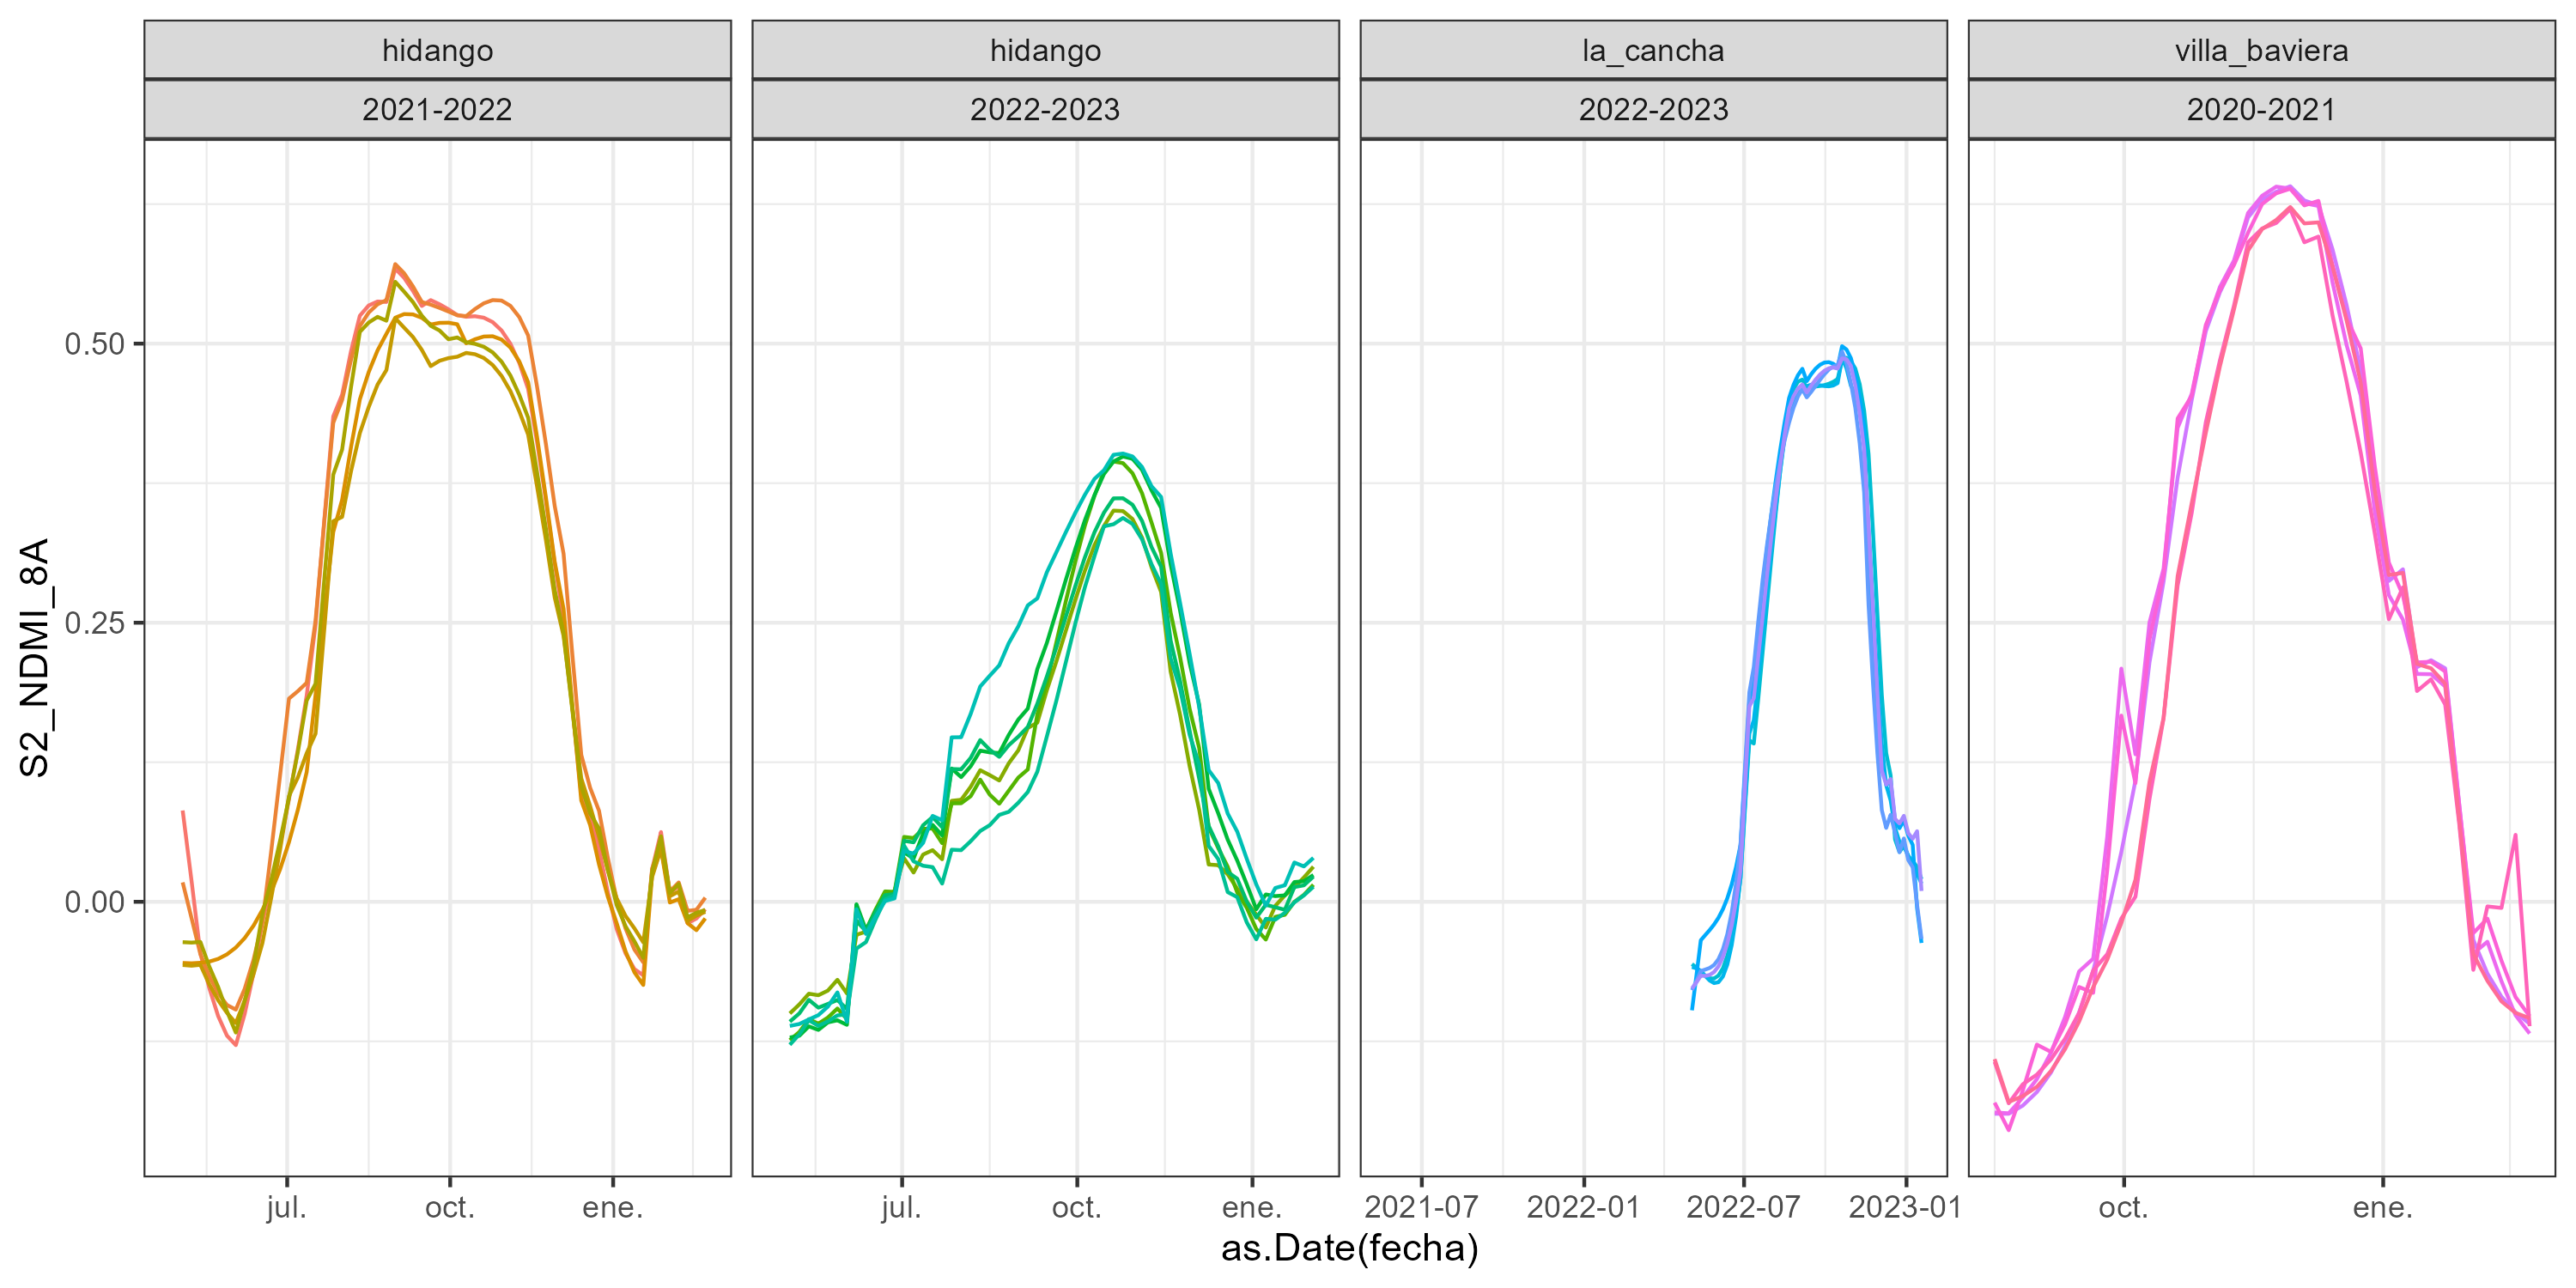 hidango hidango la_cancha villa_baviera
2021-2022 2022-2023 2022-2023 2020-2021
S2_NDMI_8A
0.50
0.25
0.00
jul. oct. ene. jul. oct. ene. 2021-07 2022-01 2022-07 2023-01 oct. ene.
as.Date(fecha)